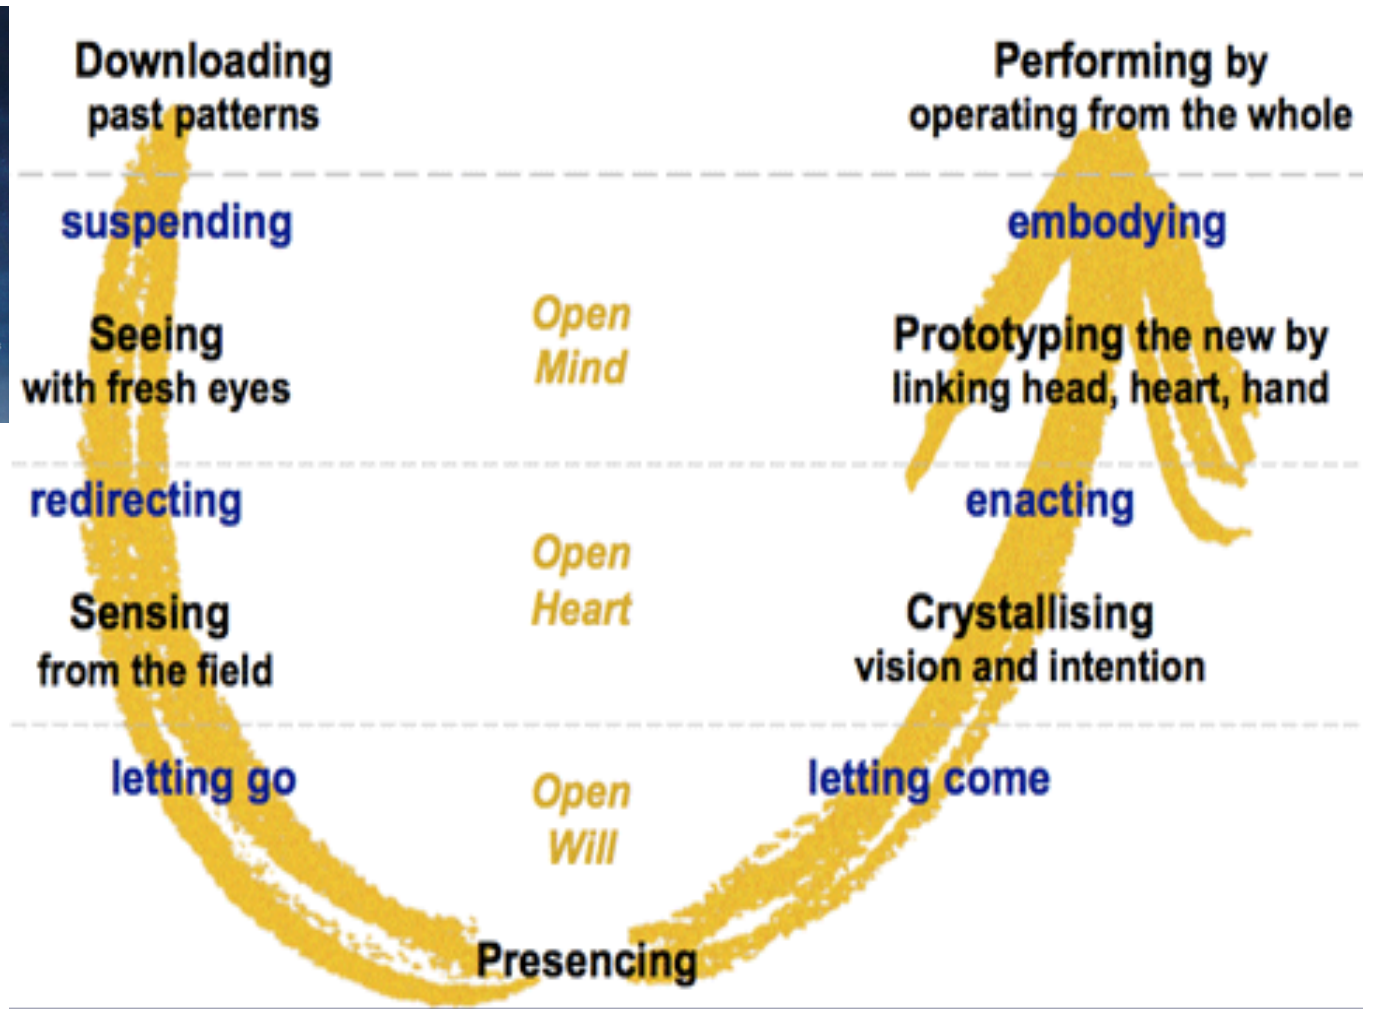 Downloading
past patterns
Performing by
operating from the whole
suspending
embodying
Open
Mind
Seeing
with fresh eyes
Prototyping the new by
linking head, heart, hand
redirecting
enacting
Open
Heart
Sensing
from the field
Crystallising
vision and intention
letting go
letting come
Open
Will
Presencing